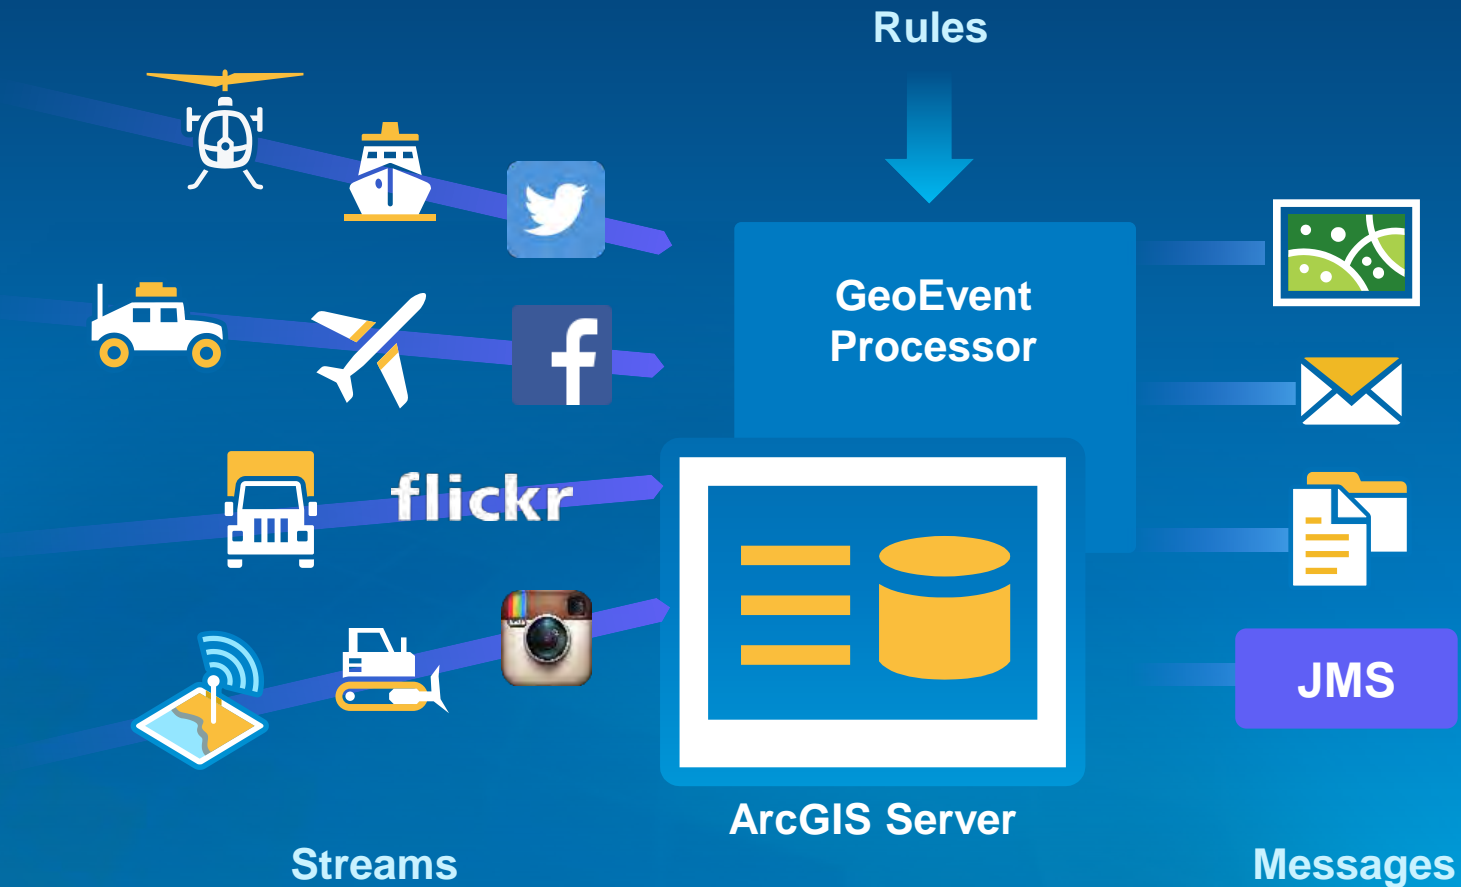 Rules
GeoEvent
Processor
f
flickr
JMS
ArcGIS Server
Streams
Messages